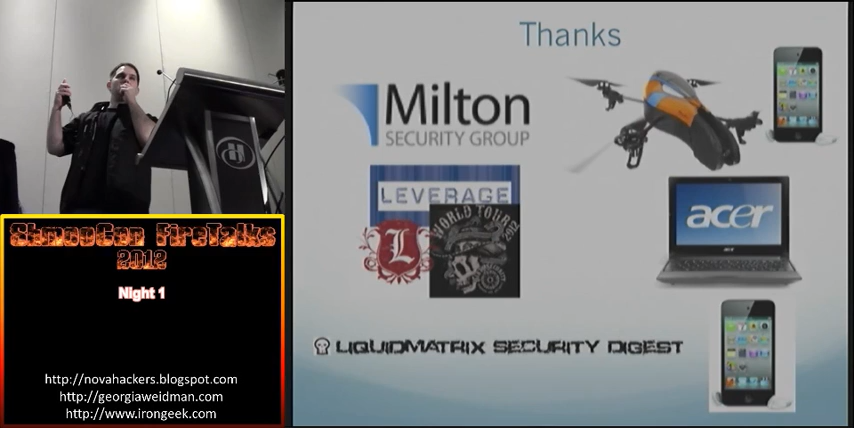 Thanks
Milton
SECURITY GROUP
LEVERAGE
L
WORLD TOUR
acer
acer
LIQUIDMATRIX SECURITY DIGEST
ShmooCon FireTalks
2012
Night 1
http://novahackers.blogspot.com
http://georgiaweidman.com
http://www.irongeek.com